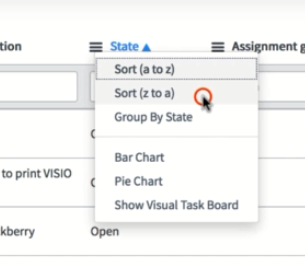 tion State ▲ Assignment g
Sort (a to z)
Sort (z to a)
Group By State
Bar Chart
to print VISIO
Pie Chart
Show Visual Task Board
kberry Open